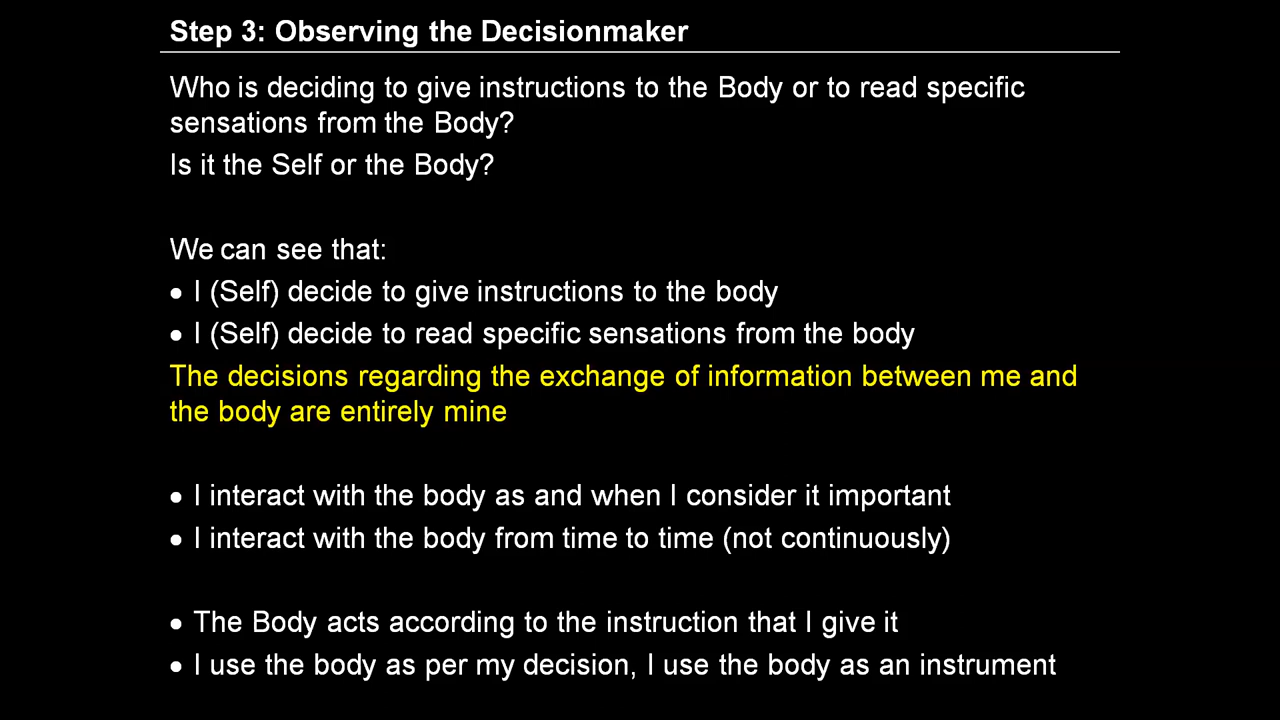 Step 3: Observing the Decisionmaker
Who is deciding to give instructions to the Body or to read specific
sensations from the Body?
Is it the Self or the Body?
We can see that:
• I (Self) decide to give instructions to the body
• I (Self) decide to read specific sensations from the body
The decisions regarding the exchange of information between me and
the body are entirely mine
• I interact with the body as and when I consider it important
• I interact with the body from time to time (not continuously)
• The Body acts according to the instruction that I give it
• I use the body as per my decision, I use the body as an instrument